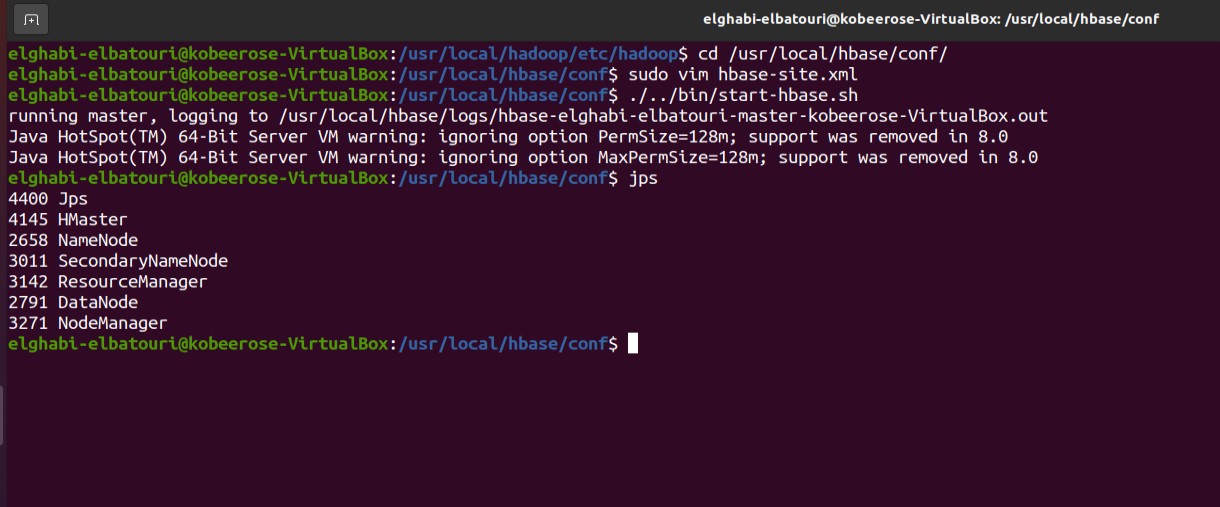 elghabi-elbatouri@kobeerose-VirtualBox: /usr/local/hbase/conf
elghabi-elbatouri@kobeerose-VirtualBox:/usr/local/hadoop/etc/hadoop$ cd /usr/local/hbase/conf/
elghabi-elbatouri@kobeerose-VirtualBox:/usr/local/hbase/conf$ sudo vim hbase-site.xml
elghabi-elbatouri@kobeerose-VirtualBox:/usr/local/hbase/conf$ ./../bin/start-hbase.sh
running master, logging to /usr/local/hbase/logs/hbase-elghabi-elbatouri-master-kobeerose-VirtualBox.out
Java HotSpot(TM) 64-Bit Server VM warning: ignoring option PermSize=128m; support was removed in 8.0
Java HotSpot(TM) 64-Bit Server VM warning: ignoring option MaxPermSize=128m; support was removed in 8.0
elghabi-elbatouri@kobeerose-VirtualBox:/usr/local/hbase/conf$ jps
4400 Jps
4145 HMaster
2658 NameNode
3011 SecondaryNameNode
3142 ResourceManager
2791 DataNode
3271 NodeManager
elghabi-elbatouri@kobeerose-VirtualBox:/usr/local/hbase/conf$